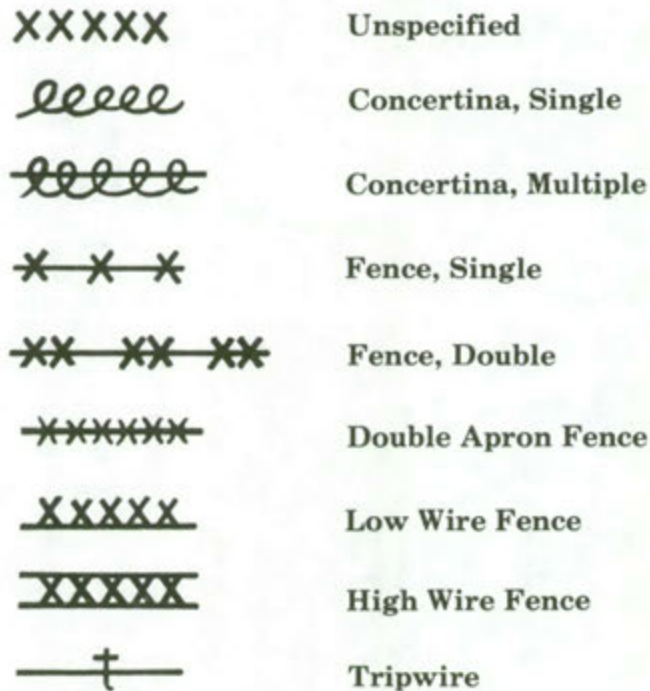 XXXXX Unspecified
Concertina, Single
Concertina, Multiple
Fence, Single
Fence, Double
Double Apron Fence
Low Wire Fence
High Wire Fence
Tripwire